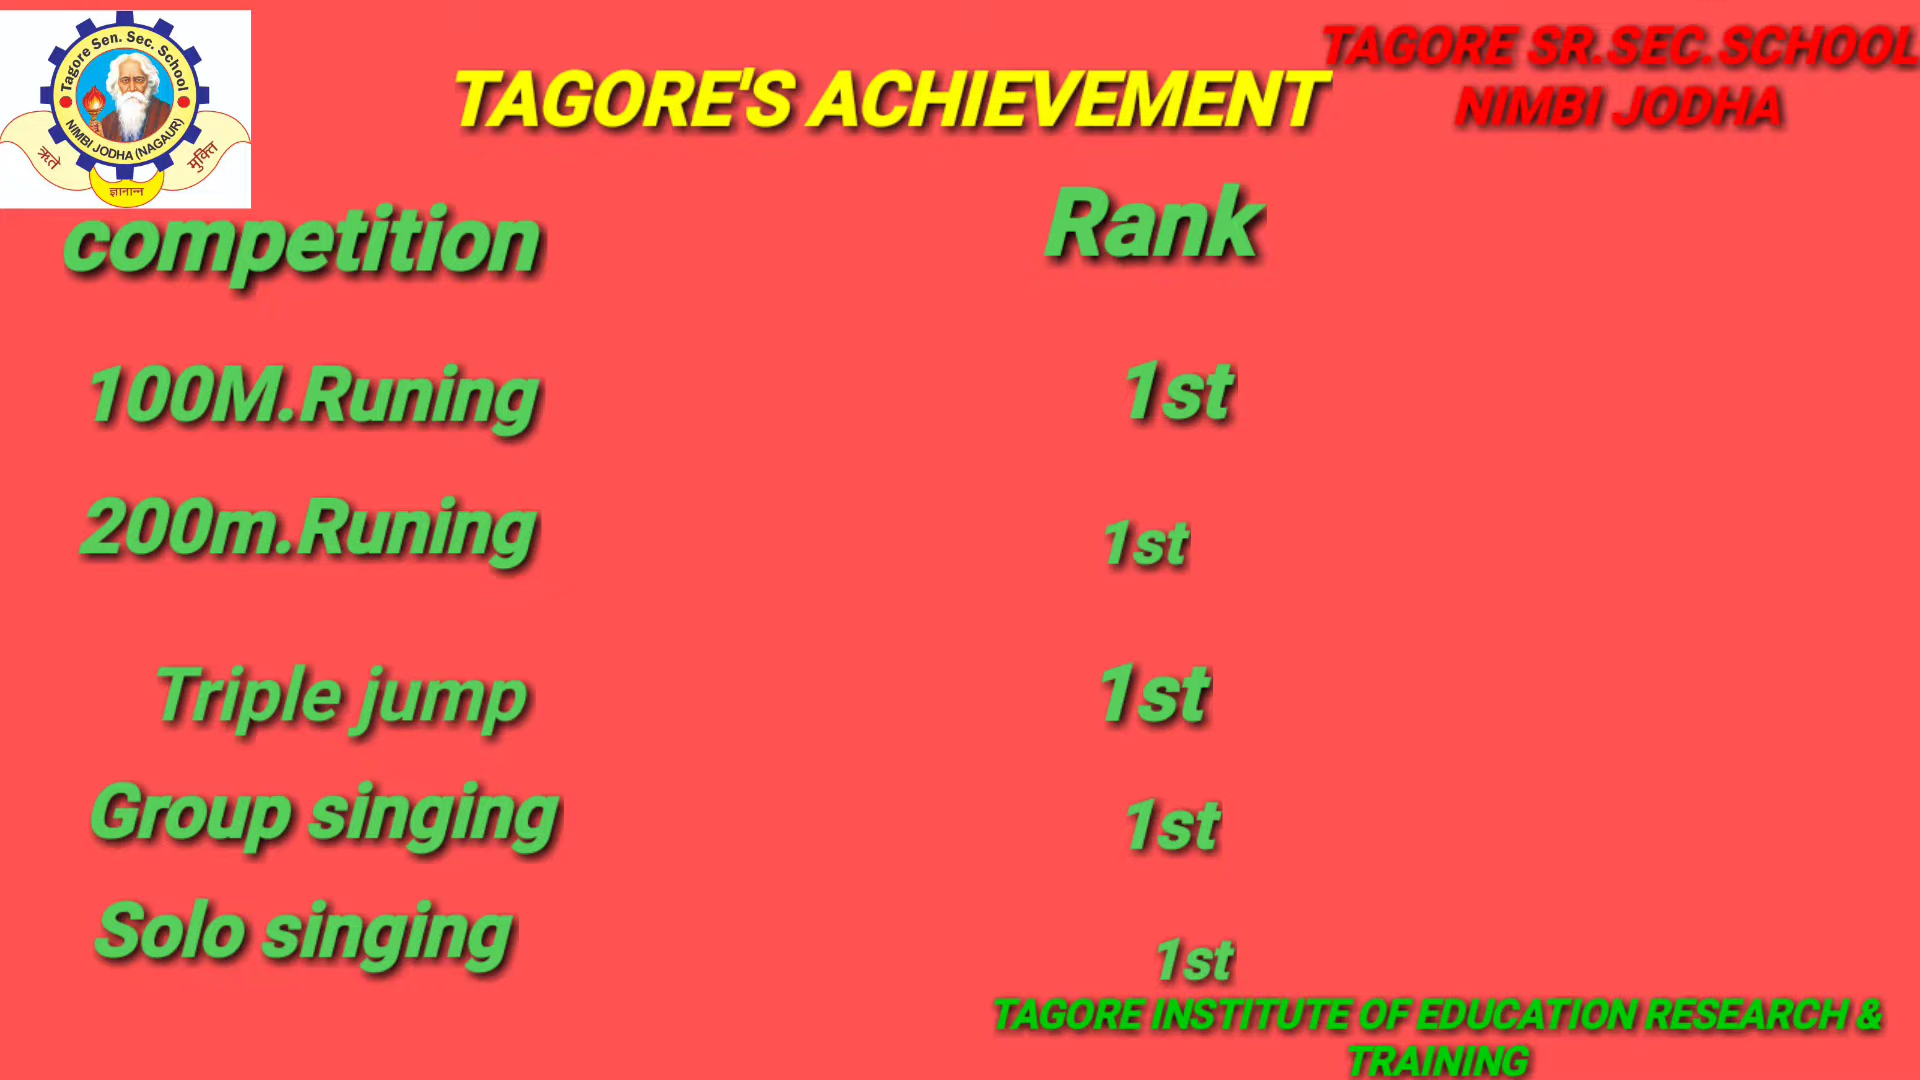 Tagore Sen. Sec. School
NIMBI JODHA (NAGAUR)
ऋते
ज्ञानान्न
मुक्ति
TAGORE SR.SEC.SCHOOL
NIMBI JODHA
TAGORE'S ACHIEVEMENT
competition Rank
100M.Runing 1st
200m.Runing 1st
Triple jump 1st
Group singing 1st
Solo singing 1st
TAGORE INSTITUTE OF EDUCATION RESEARCH &
TRAINING